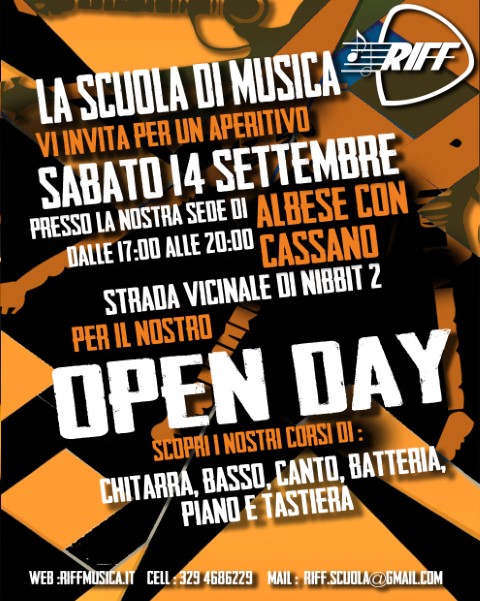 RIFF
LA SCUOLA DI MUSICA
VI INVITA PER UN APERITIVO
SABATO 14 SETTEMBRE
PRESSO LA NOSTRA SEDE DI ALBESE CON
DALLE 17:00 ALLE 20:00 CASSANO
STRADA VICINALE DI NIBBIT 2
PER IL NOSTRO
OPEN DAY
SCOPRI I NOSTRI CORSI DI :
CHITARRA, BASSO, CANTO, BATTERIA,
PIANO E TASTIERA
WEB :RIFFMUSICA.IT CELL : 329 4686229 MAIL : RIFF.SCUOLA@GMAIL.COM